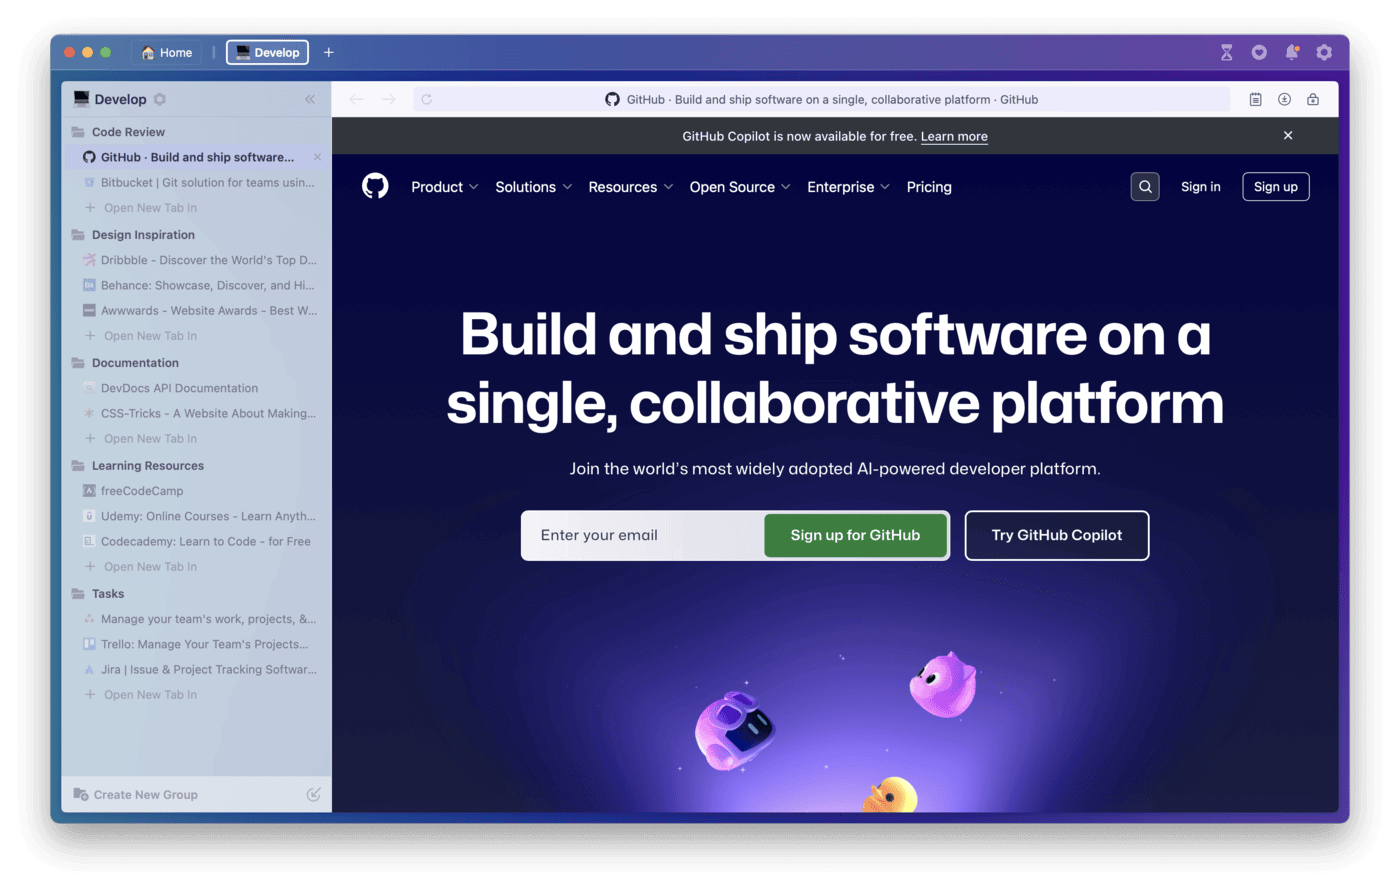 Home
Develop
Develop
GitHub · Build and ship software on a single, collaborative platform · GitHub
Code Review
GitHub · Build and ship software...
Bitbucket | Git solution for teams usin...
Open New Tab In
Design Inspiration
Dribbble - Discover the World's Top D...
Behance: Showcase, Discover, and Hi...
Awwwards - Website Awards - Best W...
Open New Tab In
Documentation
DevDocs API Documentation
CSS-Tricks - A Website About Making...
Open New Tab In
Learning Resources
freeCodeCamp
Udemy: Online Courses - Learn Anyth...
Codecademy: Learn to Code - for Free
Open New Tab In
Tasks
Manage your team's work, projects, &...
Trello: Manage Your Team's Projects...
Jira | Issue & Project Tracking Softwar...
Open New Tab In
Create New Group
GitHub Copilot is now available for free. Learn more
Product Solutions Resources Open Source Enterprise Pricing Sign in Sign up
Build and ship software on a
single, collaborative platform
Join the world's most widely adopted AI-powered developer platform.
Enter your email Sign up for GitHub Try GitHub Copilot